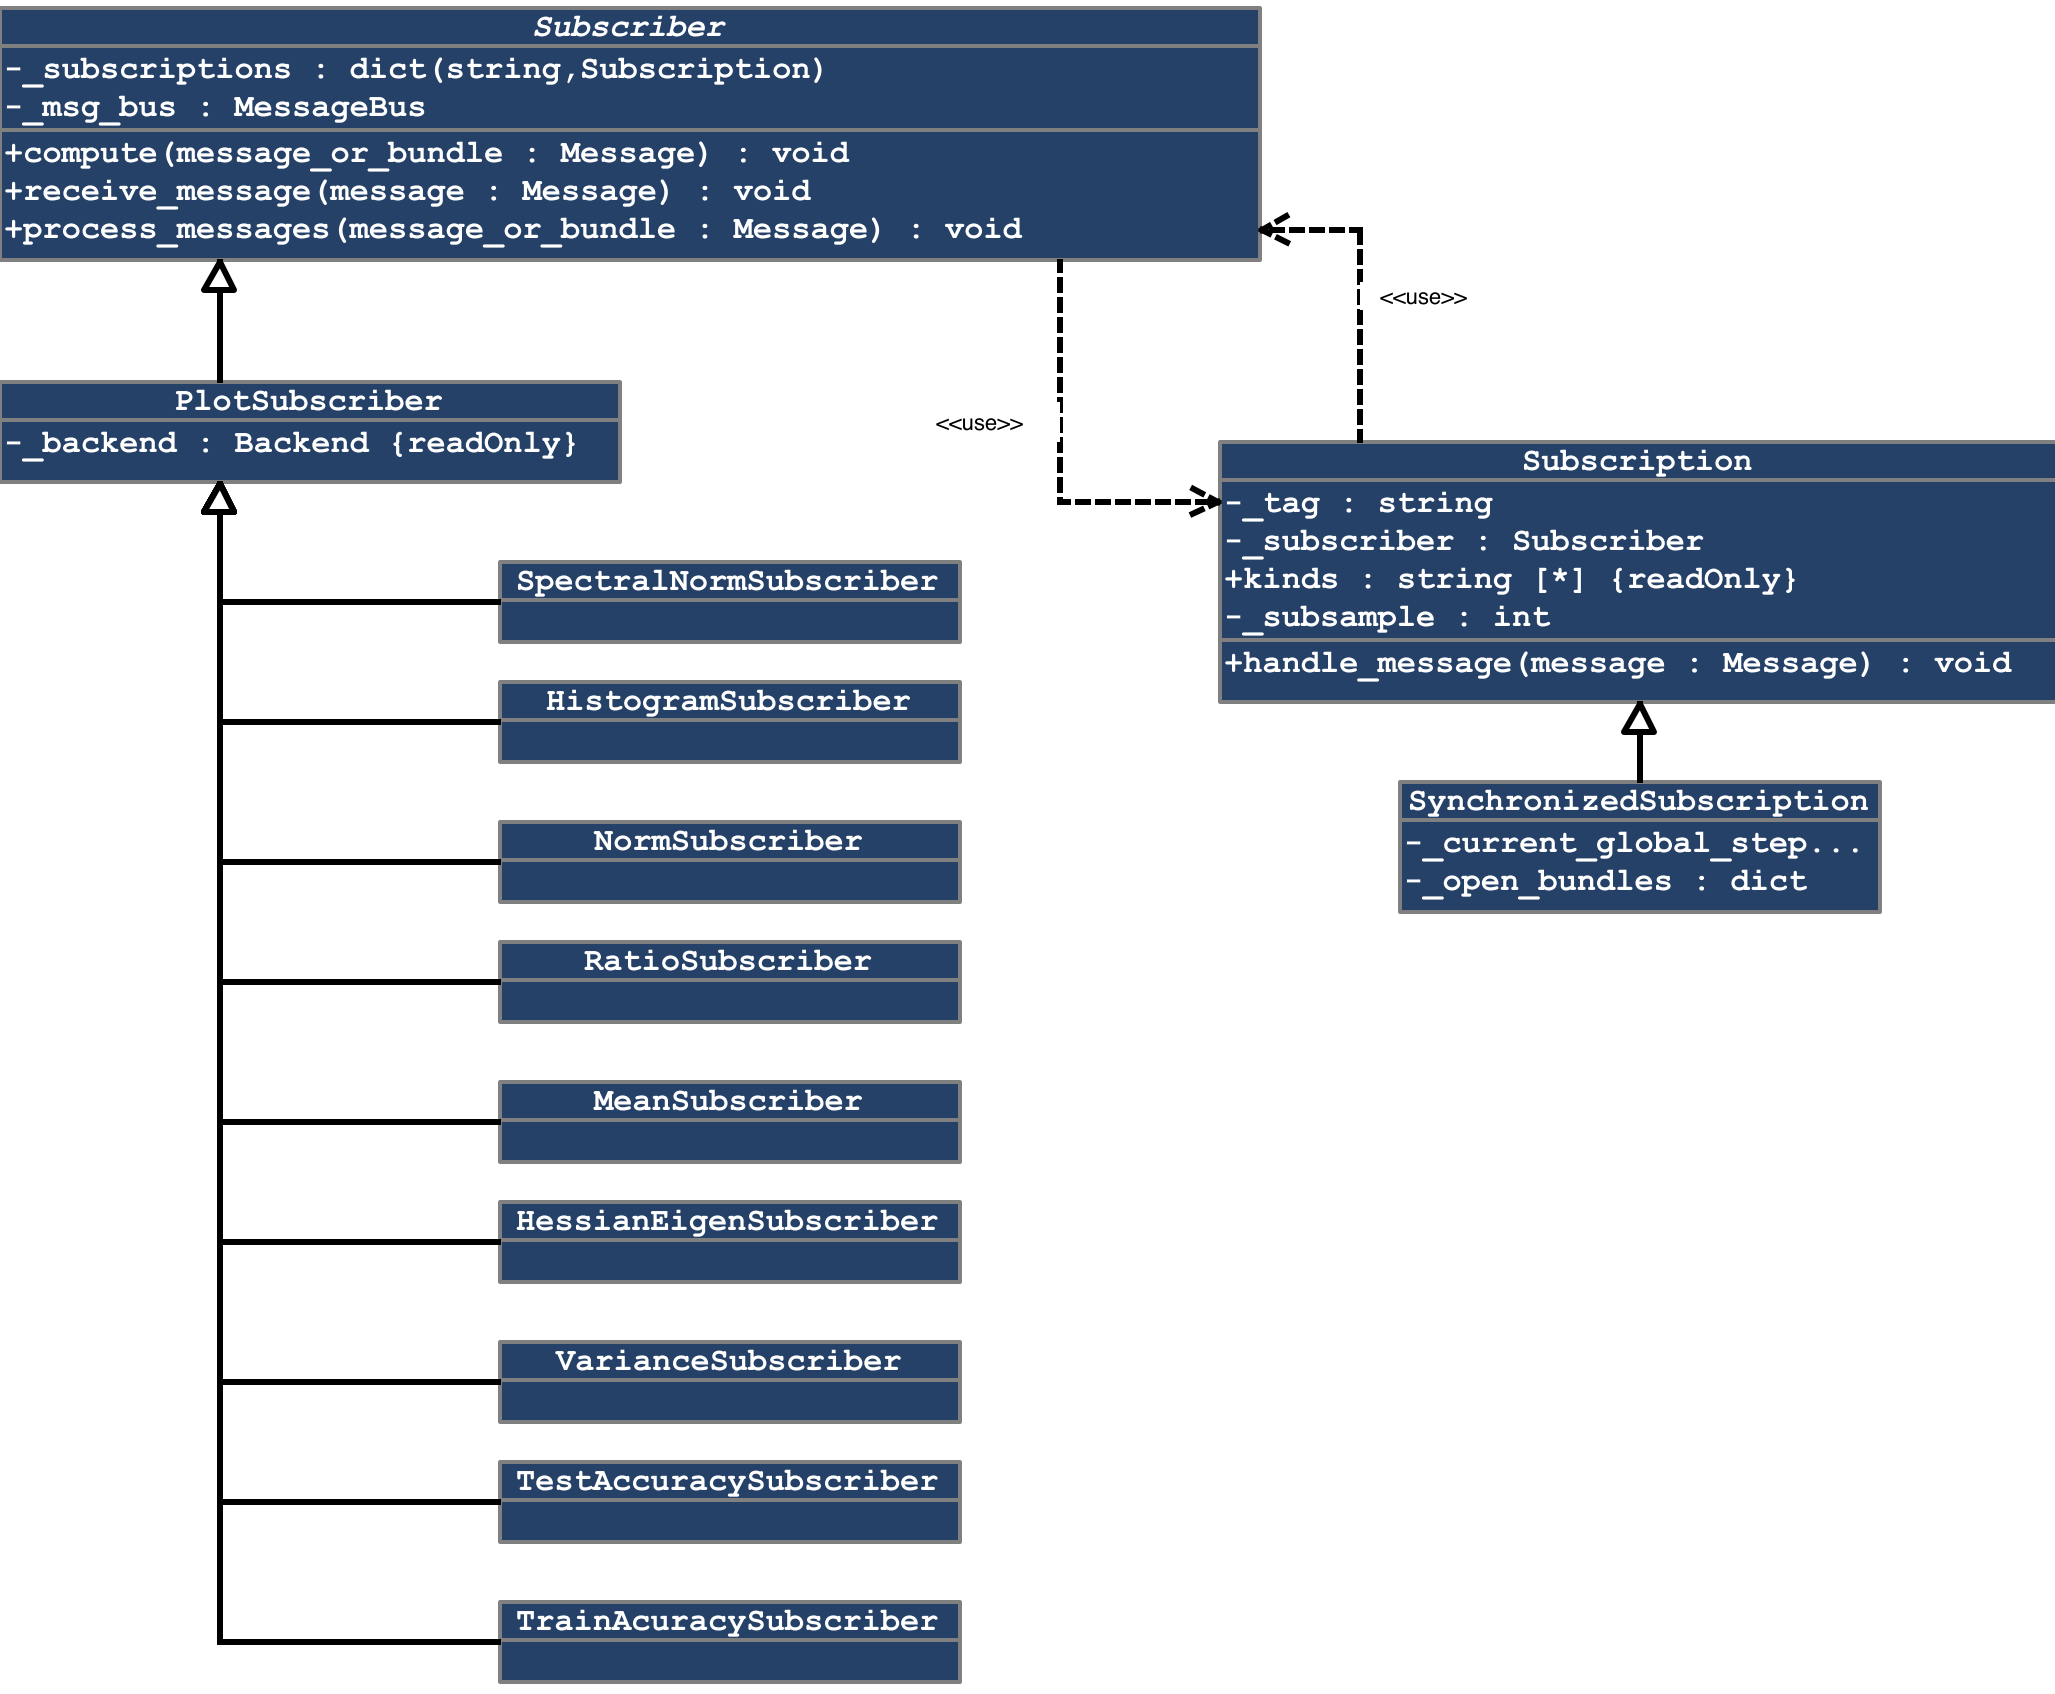 Subscriber
-_subscriptions : dict(string,Subscription)
-_msg_bus : MessageBus
+compute(message_or_bundle : Message) : void
+receive_message(message : Message) : void
+process_messages(message_or_bundle : Message) : void
<<use>>
PlotSubscriber
-_backend : Backend {readOnly}
<<use>>
Subscription
-_tag : string
-_subscriber : Subscriber
+kinds : string [*] {readOnly}
-_subsample : int
+handle_message(message : Message) : void
SynchronizedSubscription
-_current_global_step...
-_open_bundles : dict
SpectralNormSubscriber
HistogramSubscriber
NormSubscriber
RatioSubscriber
MeanSubscriber
HessianEigenSubscriber
VarianceSubscriber
TestAccuracySubscriber
TrainAcuracySubscriber